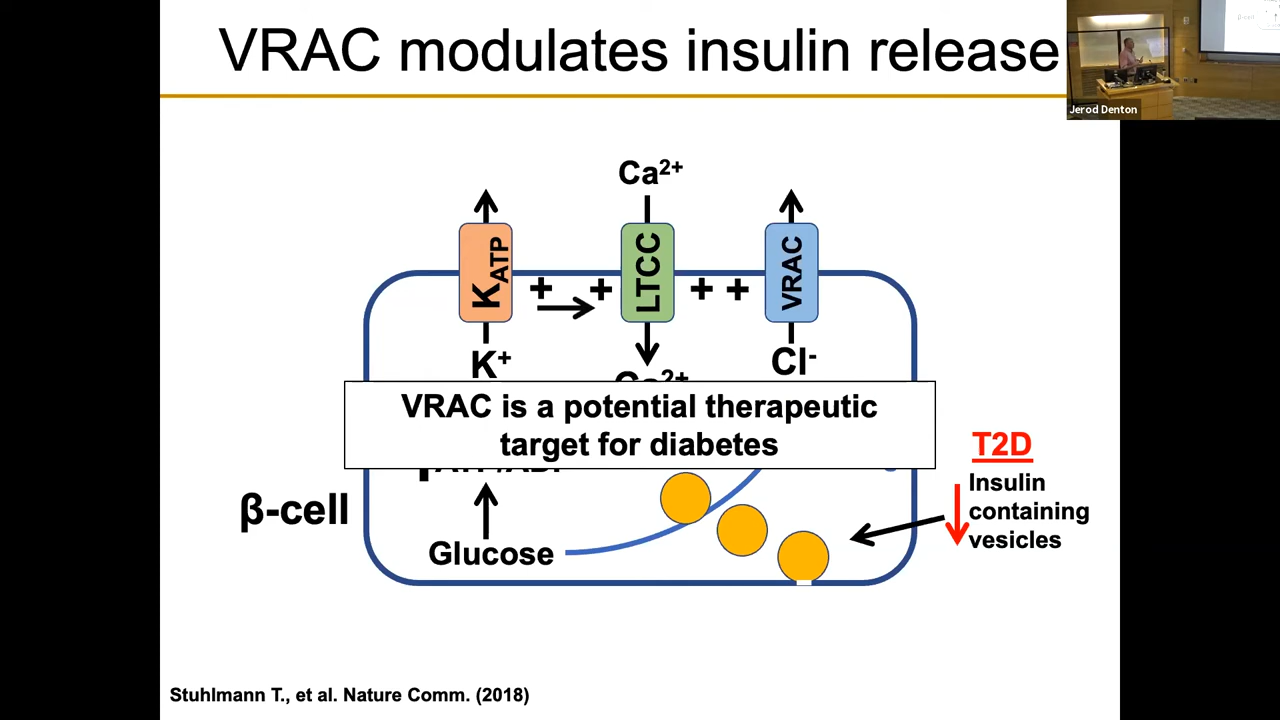 VRAC modulates insulin release
Jerod Denton
Ca2+
KATP
LTCC
VRAC
+
+
+ +
K+
Cl-
VRAC is a potential therapeutic
target for diabetes
T2D
Insulin
containing
vesicles
β-cell
Glucose
Stuhlmann T., et al. Nature Comm. (2018)